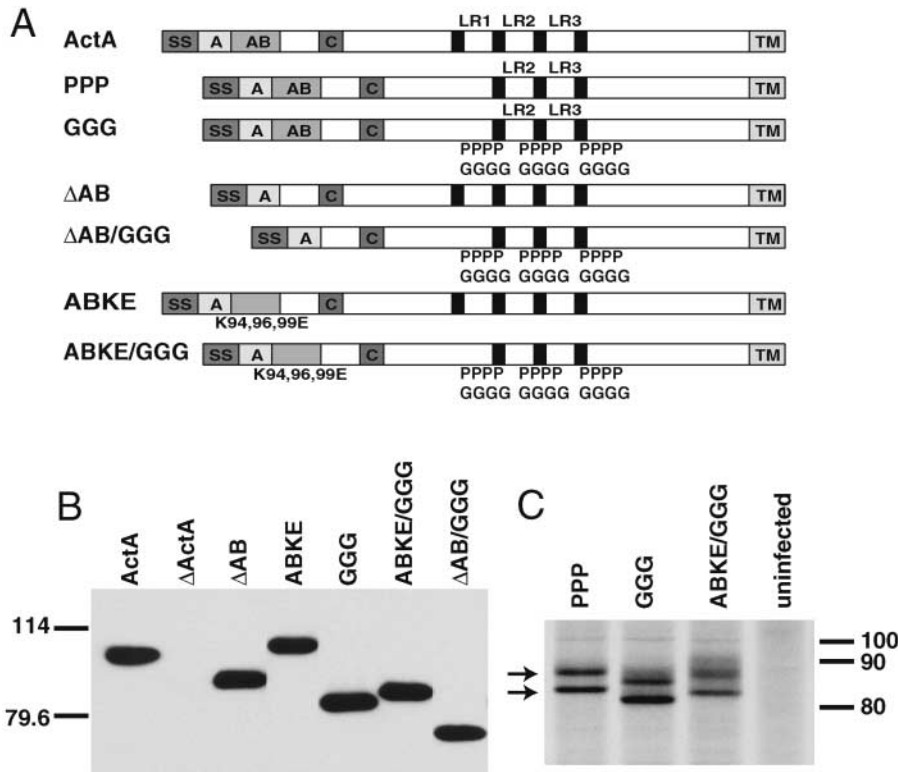 A
LR1 LR2 LR3
ActA SS A AB C TM
LR2 LR3
PPP SS A AB C TM
LR2 LR3
GGG SS A AB C TM
PPPP PPPP PPPP
GGGG GGGG GGGG
ΔAB SS A C TM
ΔAB/GGG SS A C TM
PPPP PPPP PPPP
GGGG GGGG GGGG
ABKE SS A C TM
K94,96,99E
ABKE/GGG SS A C TM
K94,96,99E PPPP PPPP PPPP
GGGG GGGG GGGG
B
ActA ΔActA ΔAB ABKE GGG ABKE/GGG ΔAB/GGG
114
79.6
C
PPP GGG ABKE/GGG uninfected
100
90
80